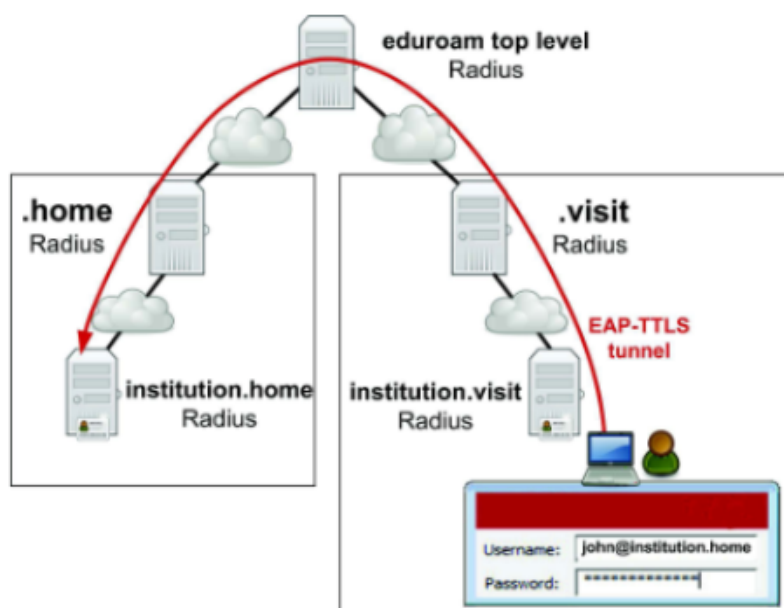 eduroam top level
Radius
.home
Radius
.visit
Radius
EAP-TTLS
tunnel
institution.home
Radius
institution.visit
Radius
Username: john@institution.home
Password: *************